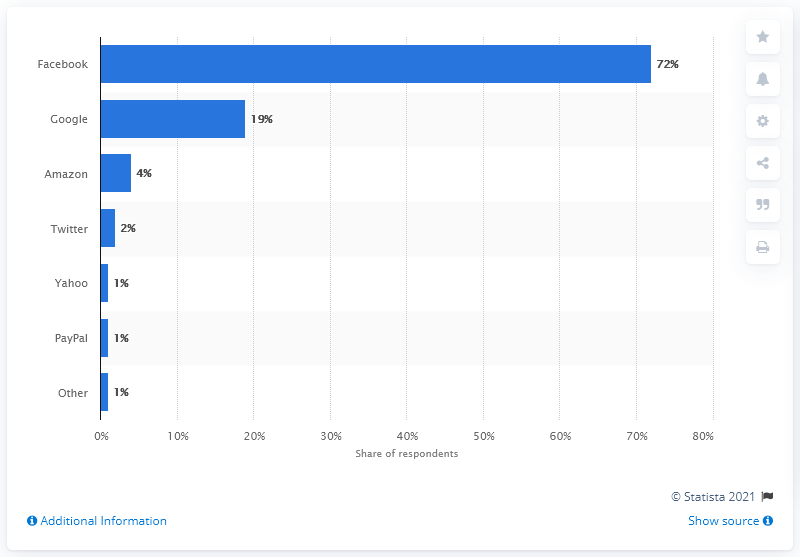 Facebook 72%
Google 19%
Amazon 4%
Twitter 2%
Yahoo 1%
PayPal 1%
Other 1%
0% 10% 20% 30% 40% 50% 60% 70% 80%
Share of respondents
© Statista 2021
Additional Information Show source